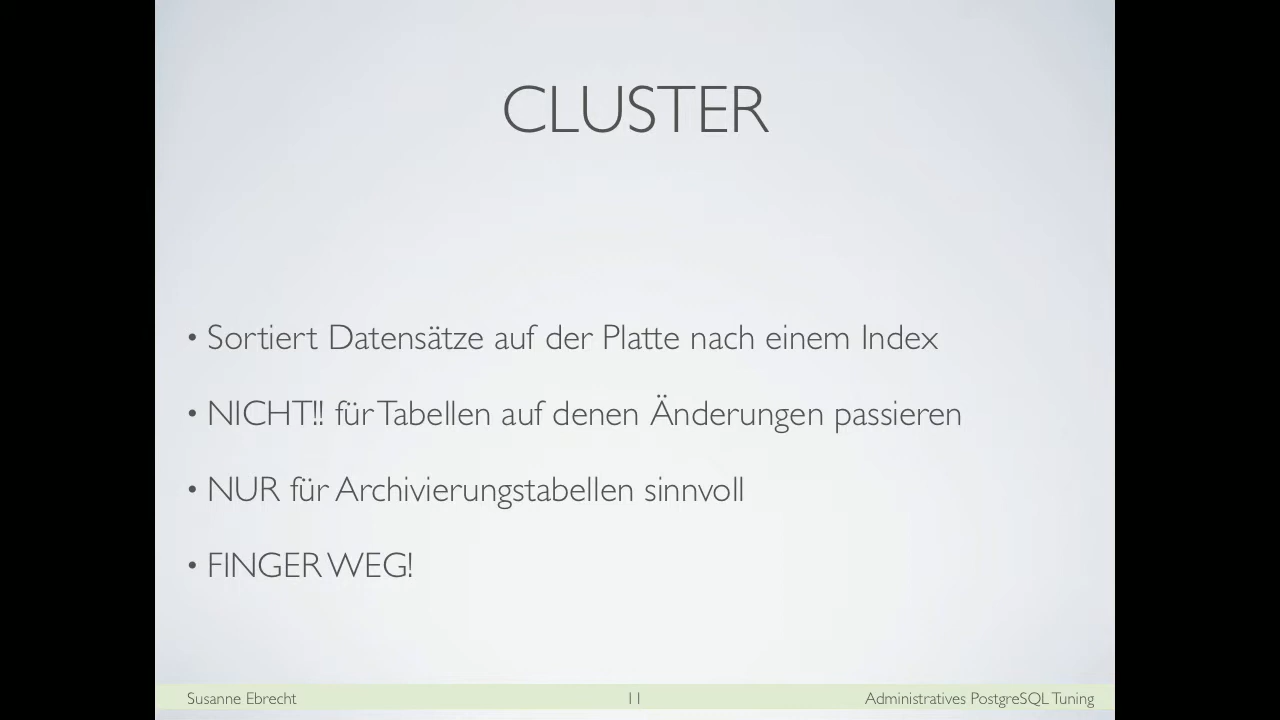 CLUSTER
• Sortiert Datensätze auf der Platte nach einem Index
• NICHT!! für Tabellen auf denen Änderungen passieren
• NUR für Archivierungstabellen sinnvoll
• FINGER WEG!
Susanne Ebrecht 11 Administratives PostgreSQL Tuning